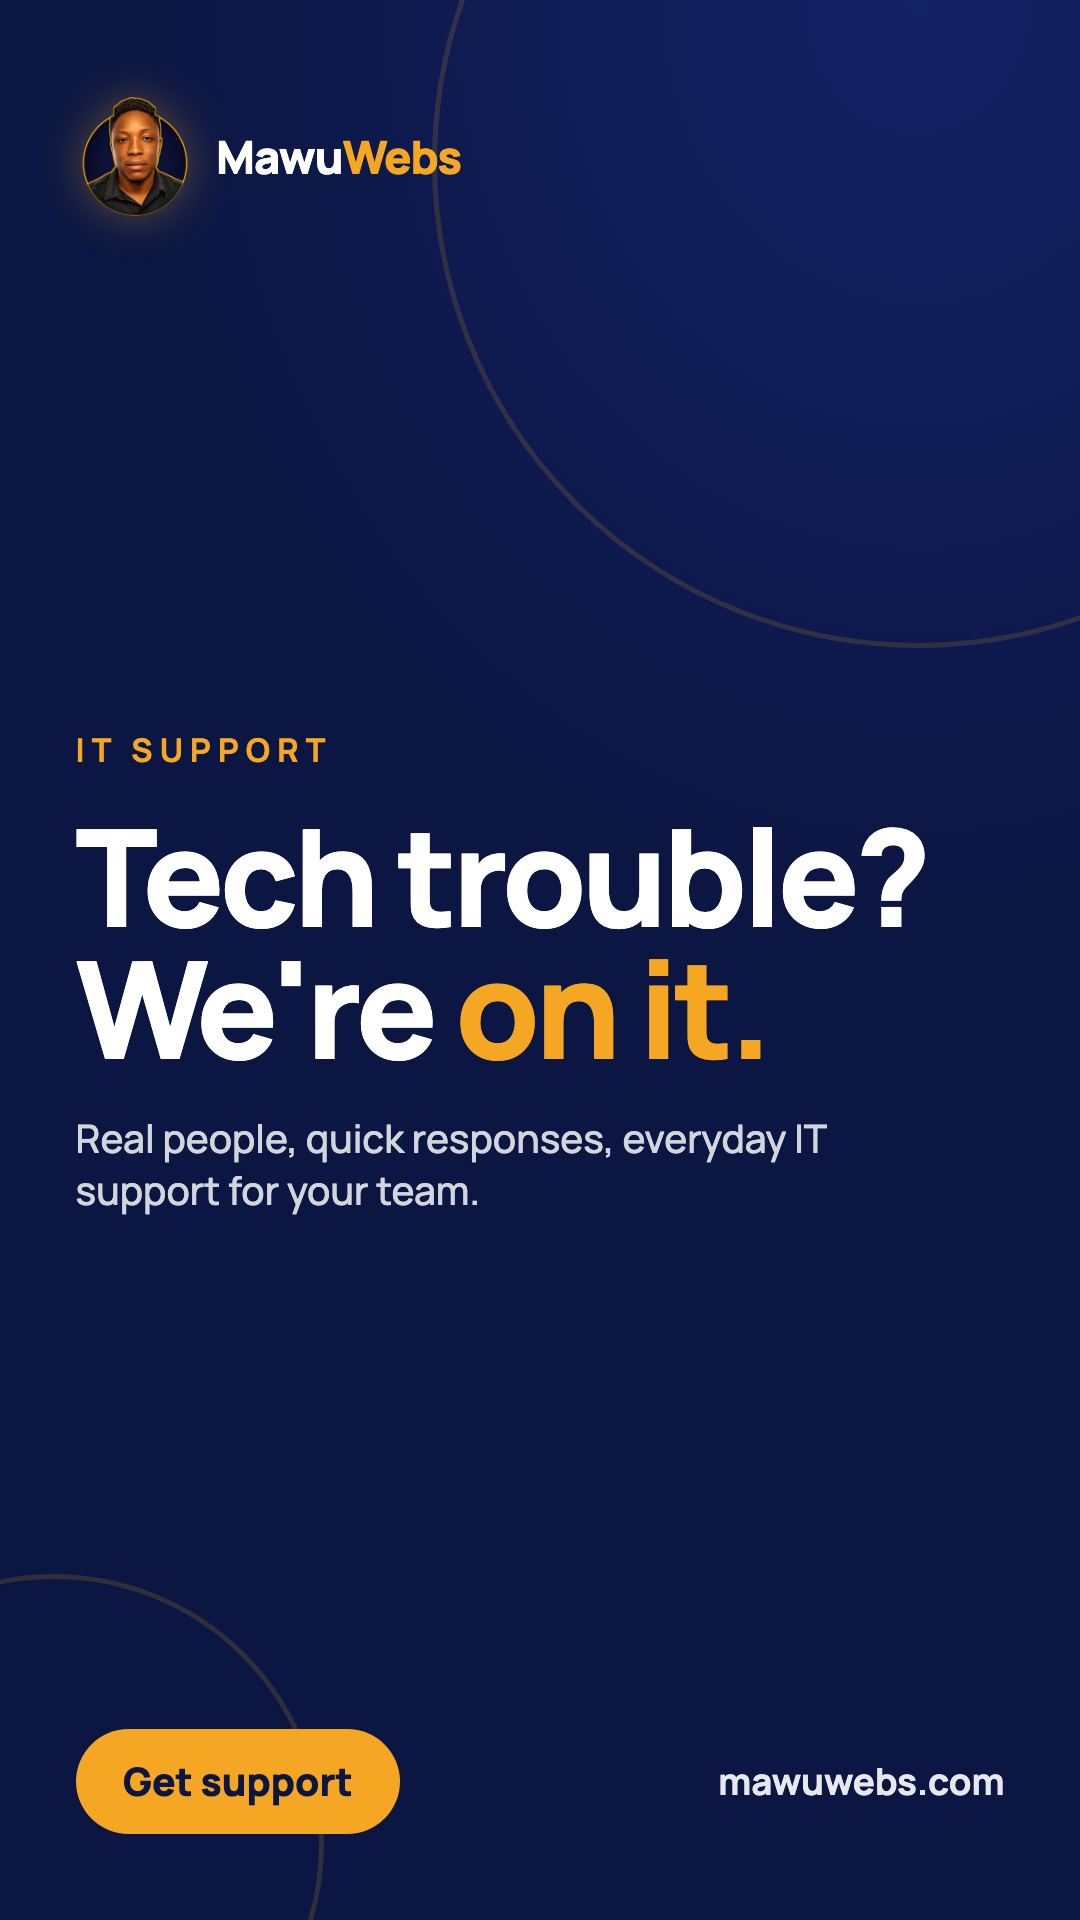 MawuWebs
IT SUPPORT
Tech trouble?
We're on it.
Real people, quick responses, everyday IT
support for your team.
Get support
mawuwebs.com